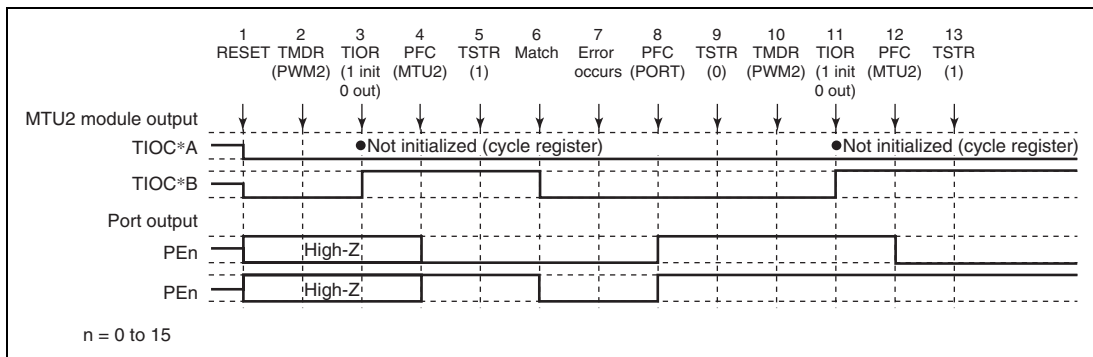 1 2 3 4 5 6 7 8 9 10 11 12 13
RESET TMDR TIOR PFC TSTR Match Error PFC TSTR TMDR TIOR PFC TSTR
(PWM2) (1 init (MTU2) (1) occurs (PORT) (0) (PWM2) (1 init (MTU2) (1)
0 out) 0 out)
MTU2 module output
TIOC*A ●Not initialized (cycle register) ●Not initialized (cycle register)
TIOC*B
Port output
PEn High-Z
PEn High-Z
n = 0 to 15